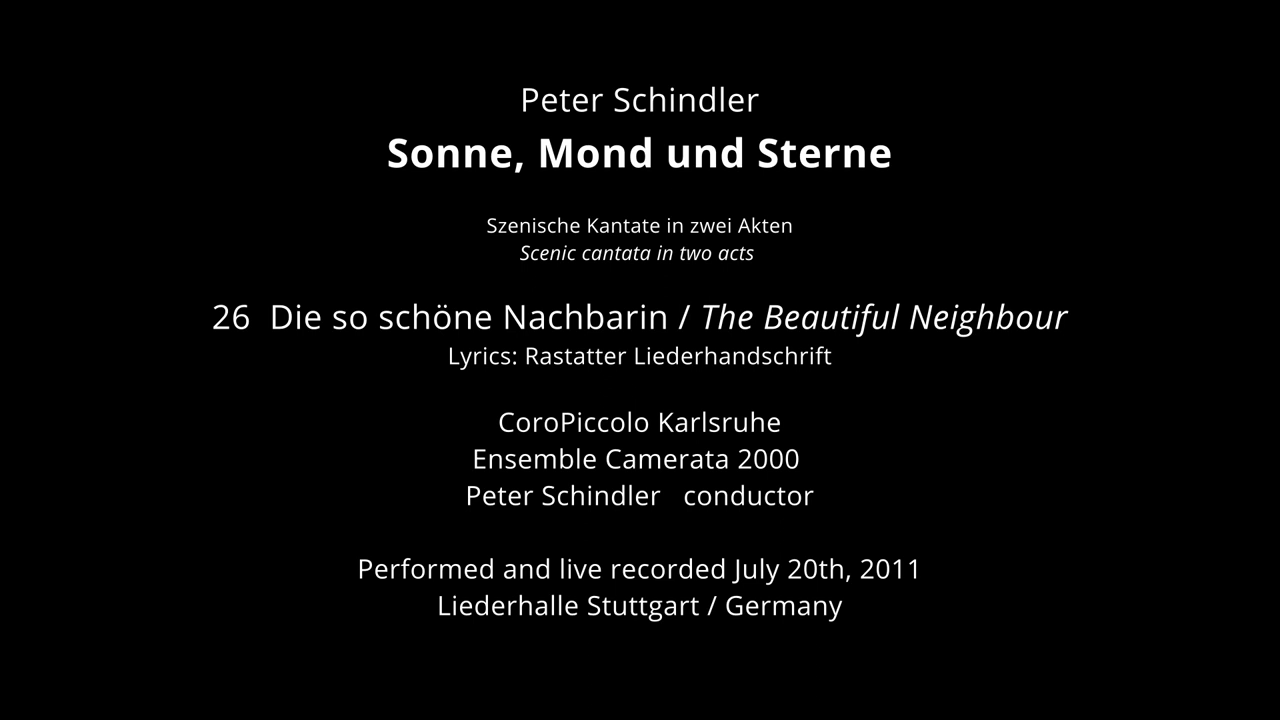 Peter Schindler
Sonne, Mond und Sterne
Szenische Kantate in zwei Akten
Scenic cantata in two acts
26 Die so schöne Nachbarin / The Beautiful Neighbour
Lyrics: Rastatter Liederhandschrift
CoroPiccolo Karlsruhe
Ensemble Camerata 2000
Peter Schindler conductor
Performed and live recorded July 20th, 2011
Liederhalle Stuttgart / Germany